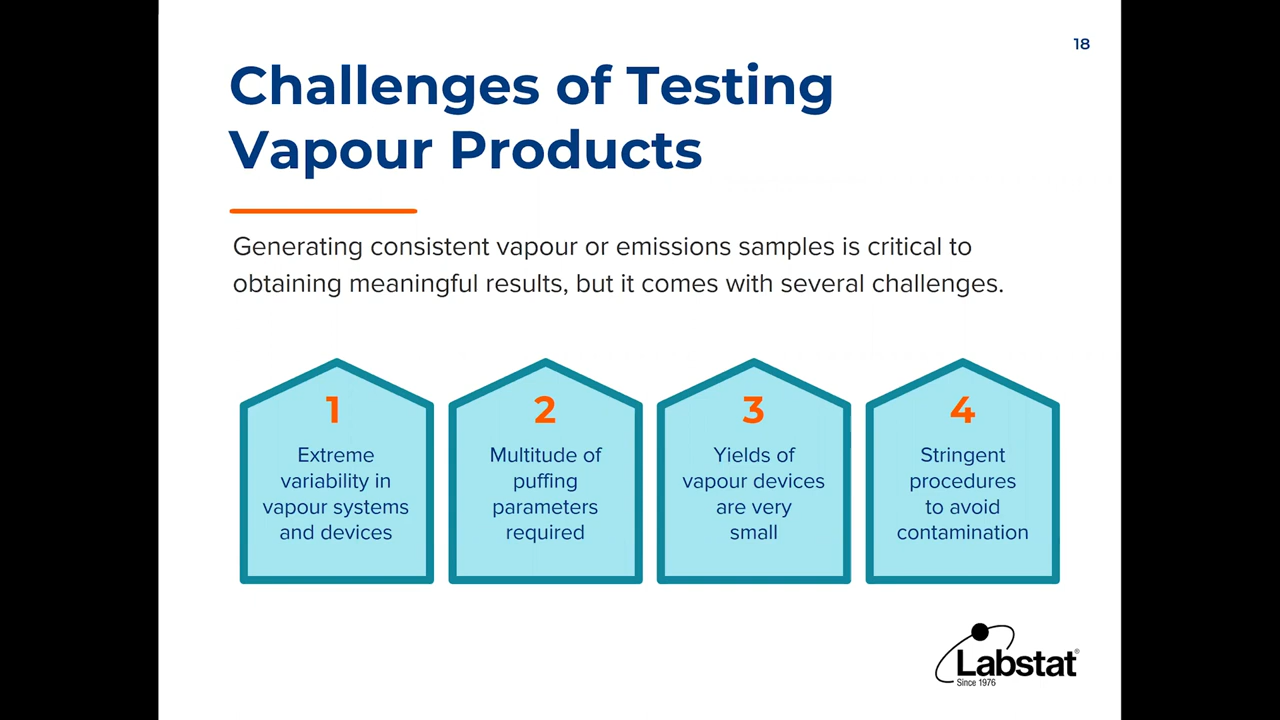 18
Challenges of Testing
Vapour Products
Generating consistent vapour or emissions samples is critical to
obtaining meaningful results, but it comes with several challenges.
1
Extreme
variability in
vapour systems
and devices
2
Multitude of
puffing
parameters
required
3
Yields of
vapour devices
are very
small
4
Stringent
procedures
to avoid
contamination
Labstat®
Since 1976